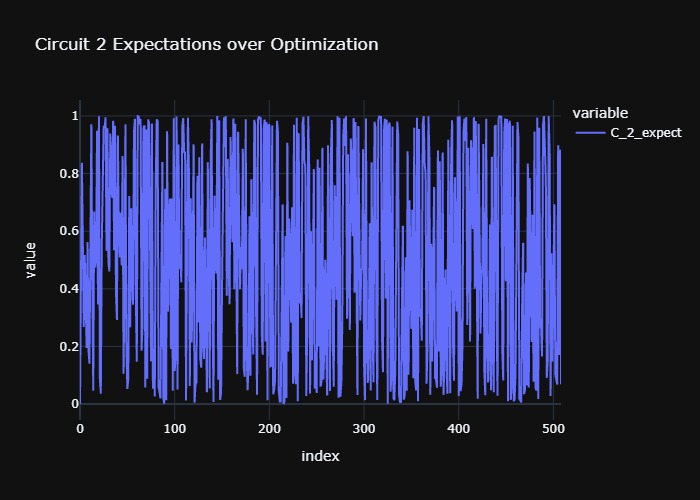 Circuit 2 Expectations over Optimization
variable
C_2_expect
value
1
0.8
0.6
0.4
0.2
0
0
100
200
300
400
500
index